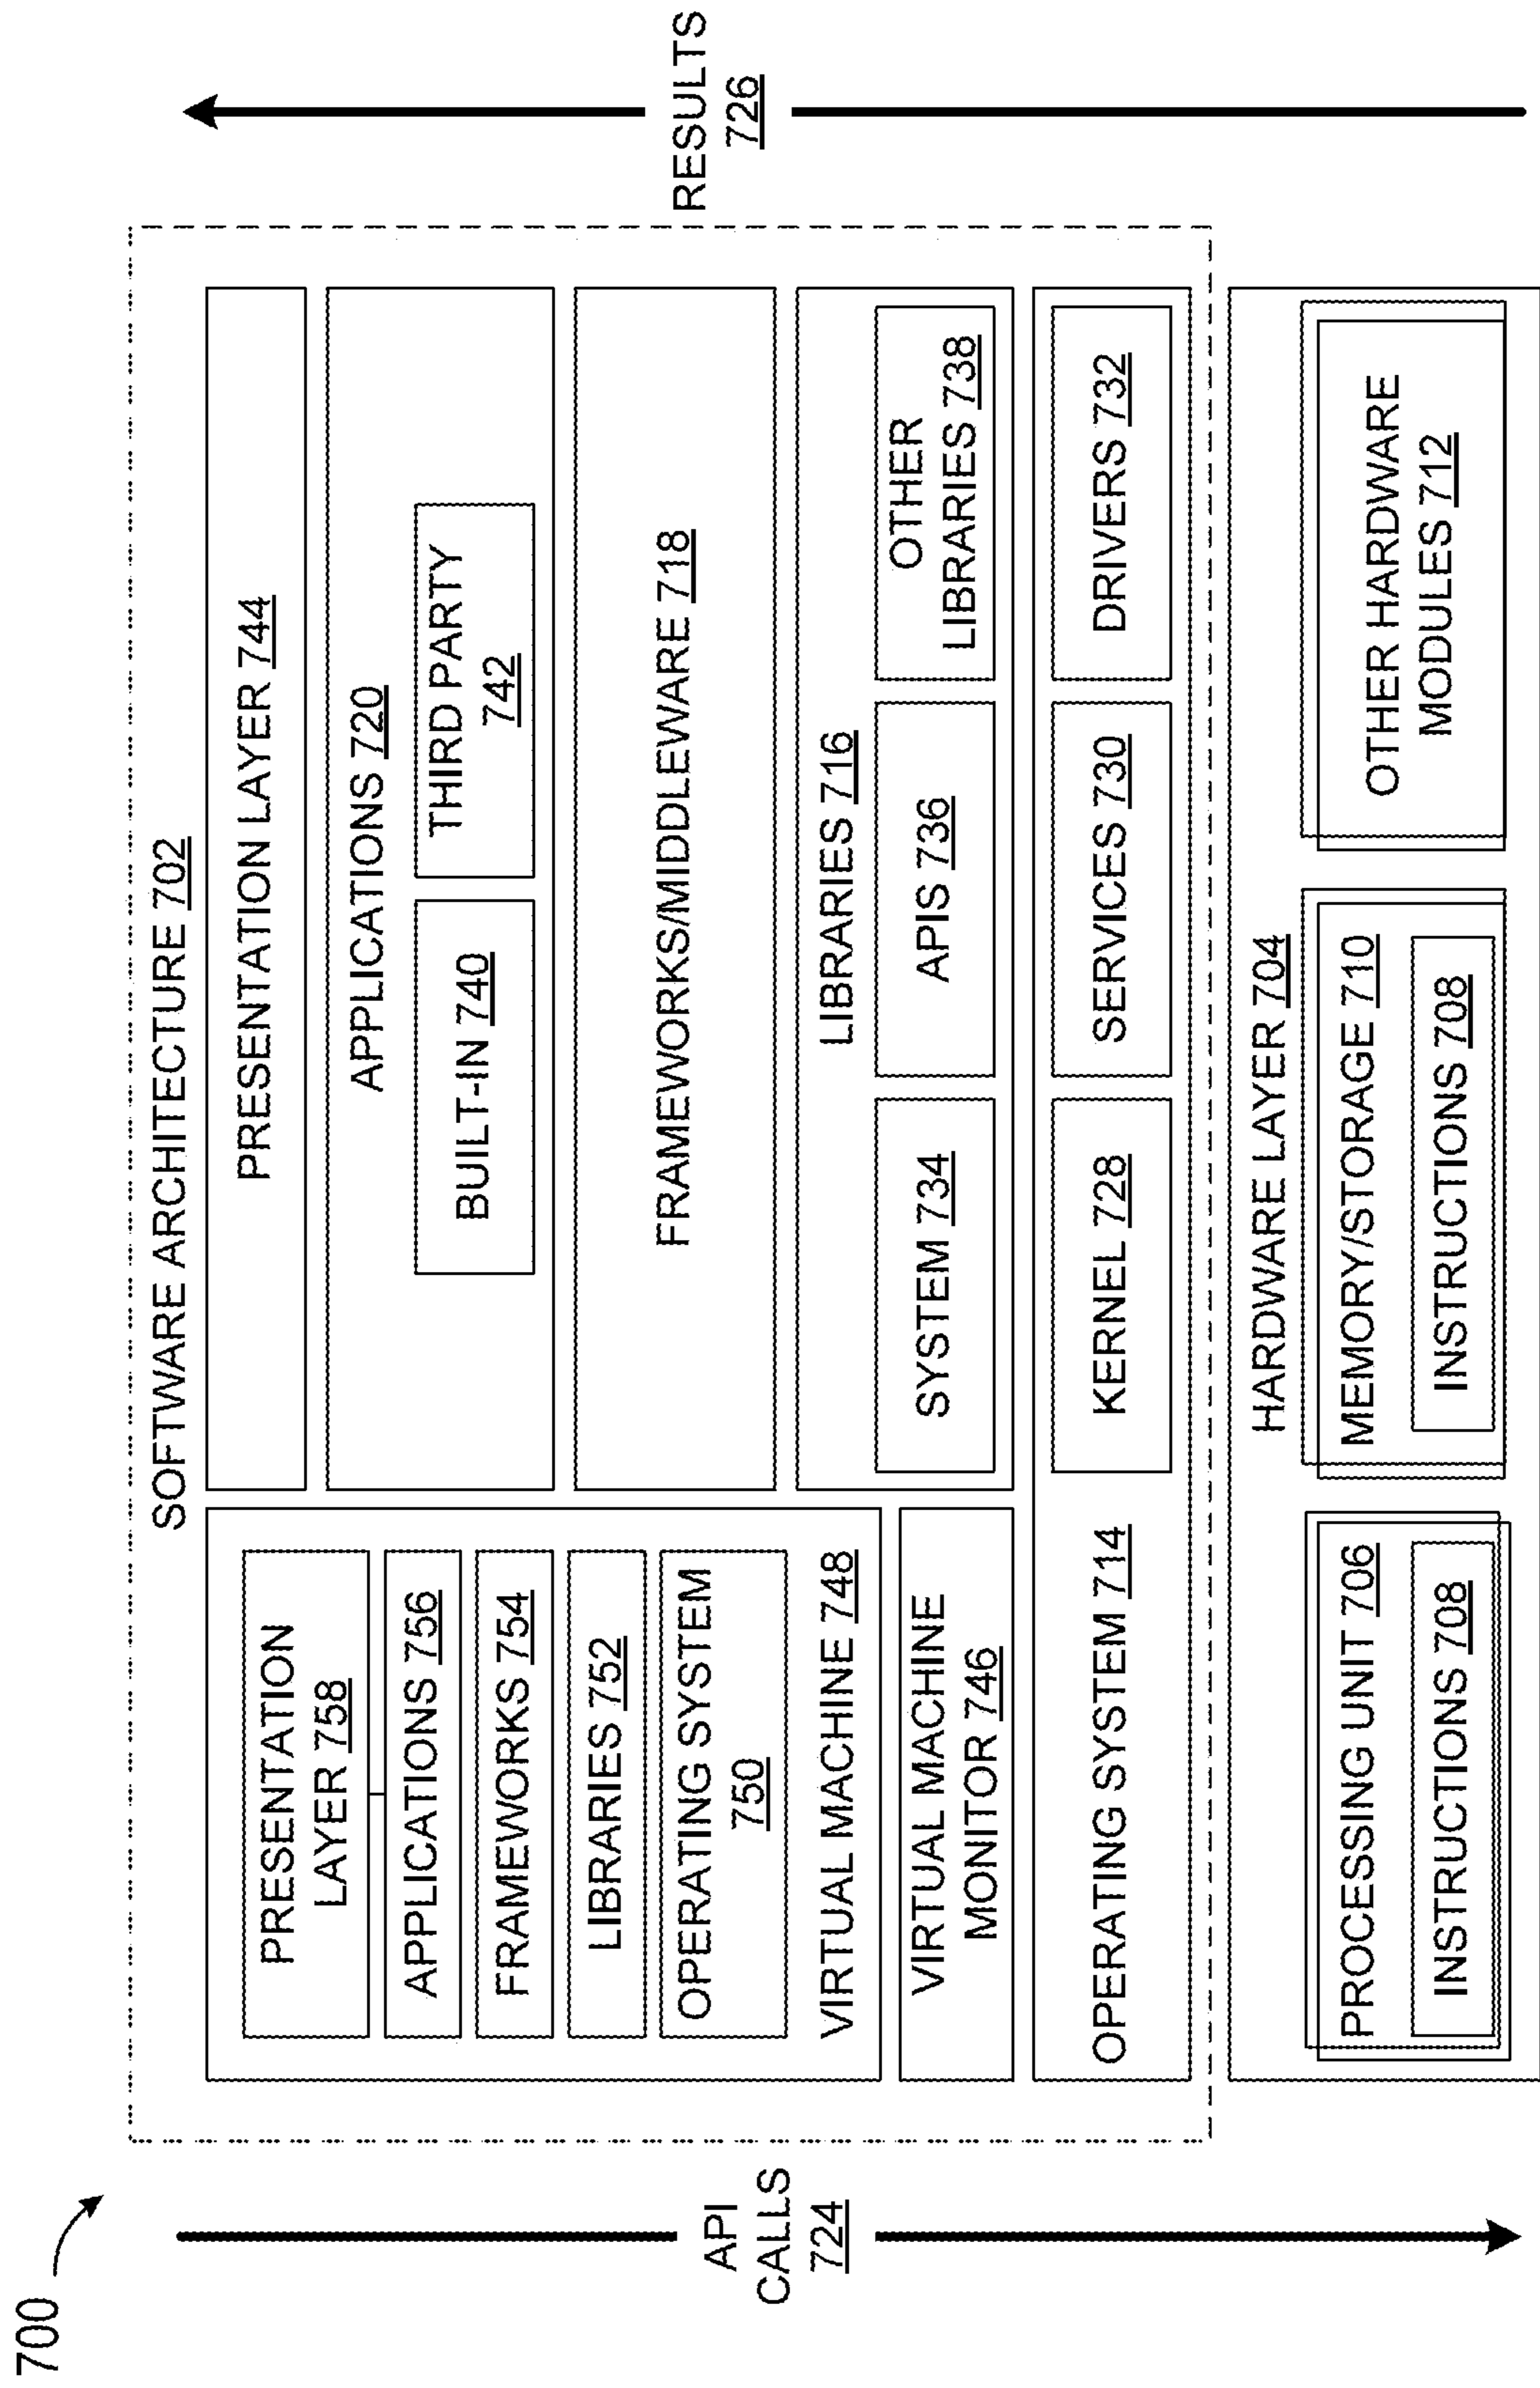 700
SOFTWARE ARCHITECTURE 702
PRESENTATION
LAYER 758
APPLICATIONS 756
FRAMEWORKS 754
LIBRARIES 752
OPERATING SYSTEM
750
VIRTUAL MACHINE 748
VIRTUAL MACHINE
MONITOR 746
PRESENTATION LAYER 744
APPLICATIONS 720
BUILT-IN 740
THIRD PARTY
742
FRAMEWORKS/MIDDLEWARE 718
LIBRARIES 716
SYSTEM 734
APIS 736
OTHER
LIBRARIES 738
OPERATING SYSTEM 714
KERNEL 728
SERVICES 730
DRIVERS 732
HARDWARE LAYER 704
PROCESSING UNIT 706
INSTRUCTIONS 708
MEMORY/STORAGE 710
INSTRUCTIONS 708
OTHER HARDWARE
MODULES 712
API
CALLS
724
RESULTS
726